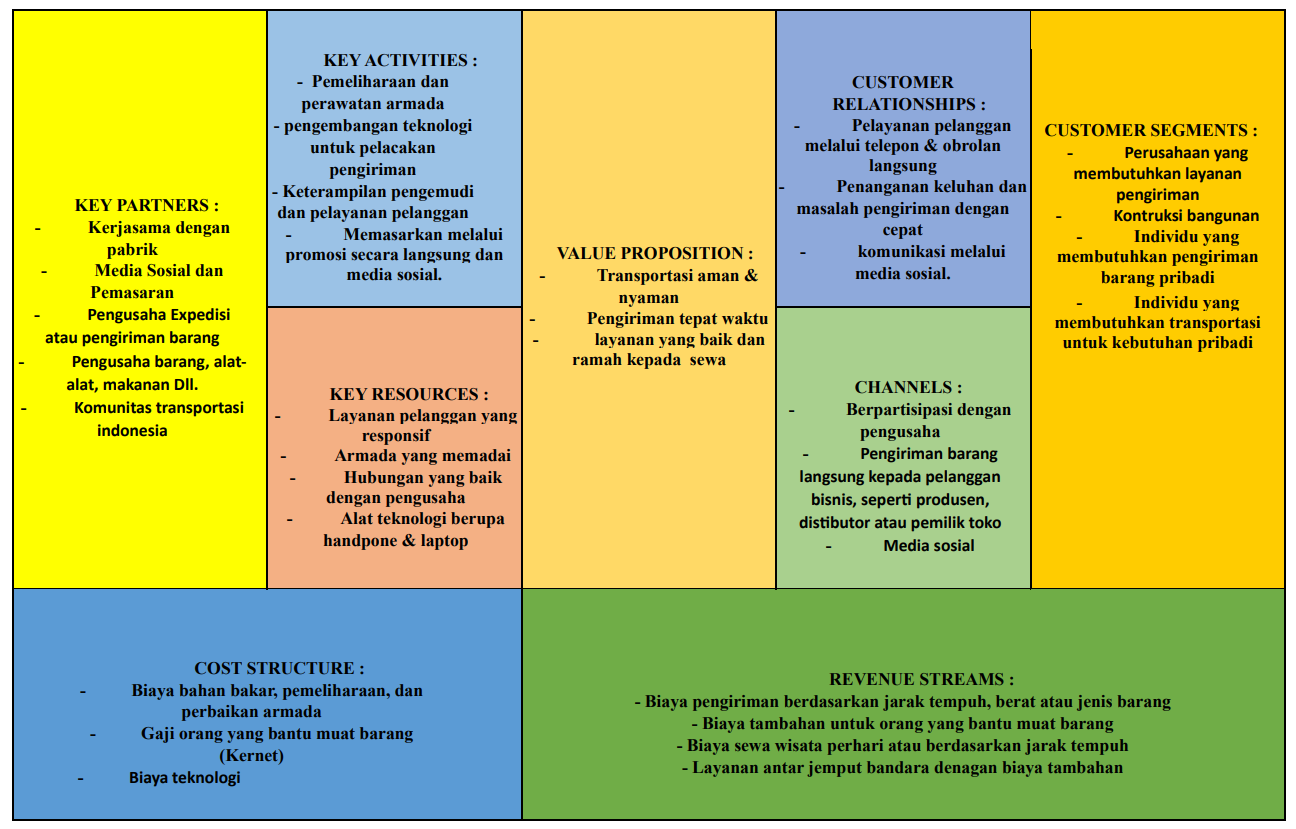 KEY PARTNERS :
- Kerjasama dengan
pabrik
- Media Sosial dan
Pemasaran
- Pengusaha Expedisi
atau pengiriman barang
- Pengusaha barang, alat-
alat, makanan Dll.
- Komunitas transportasi
indonesia
KEY ACTIVITIES :
- Pemeliharaan dan
perawatan armada
- pengembangan teknologi
untuk pelacakan
pengiriman
- Keterampilan pengemudi
dan pelayanan pelanggan
- Memasarkan melalui
promosi secara langsung dan
media sosial.
KEY RESOURCES :
- Layanan pelanggan yang
responsif
- Armada yang memadai
- Hubungan yang baik
dengan pengusaha
- Alat teknologi berupa
handpone & laptop
VALUE PROPOSITION :
- Transportasi aman &
nyaman
- Pengiriman tepat waktu
- layanan yang baik dan
ramah kepada sewa
CUSTOMER
RELATIONSHIPS :
- Pelayanan pelanggan
melalui telepon & obrolan
langsung
- Penanganan keluhan dan
masalah pengiriman dengan
cepat
- komunikasi melalui
media sosial.
CHANNELS :
- Berpartisipasi dengan
pengusaha
- Pengiriman barang
langsung kepada pelanggan
bisnis, seperti produsen,
distibutor atau pemilik toko
- Media sosial
CUSTOMER SEGMENTS :
- Perusahaan yang
membutuhkan layanan
pengiriman
- Kontruksi bangunan
- Individu yang
membutuhkan pengiriman
barang pribadi
- Individu yang
membutuhkan transportasi
untuk kebutuhan pribadi
COST STRUCTURE :
- Biaya bahan bakar, pemeliharaan, dan
perbaikan armada
- Gaji orang yang bantu muat barang
(Kernet)
- Biaya teknologi
REVENUE STREAMS :
- Biaya pengiriman berdasarkan jarak tempuh, berat atau jenis barang
- Biaya tambahan untuk orang yang bantu muat barang
- Biaya sewa wisata perhari atau berdasarkan jarak tempuh
- Layanan antar jemput bandara denagan biaya tambahan